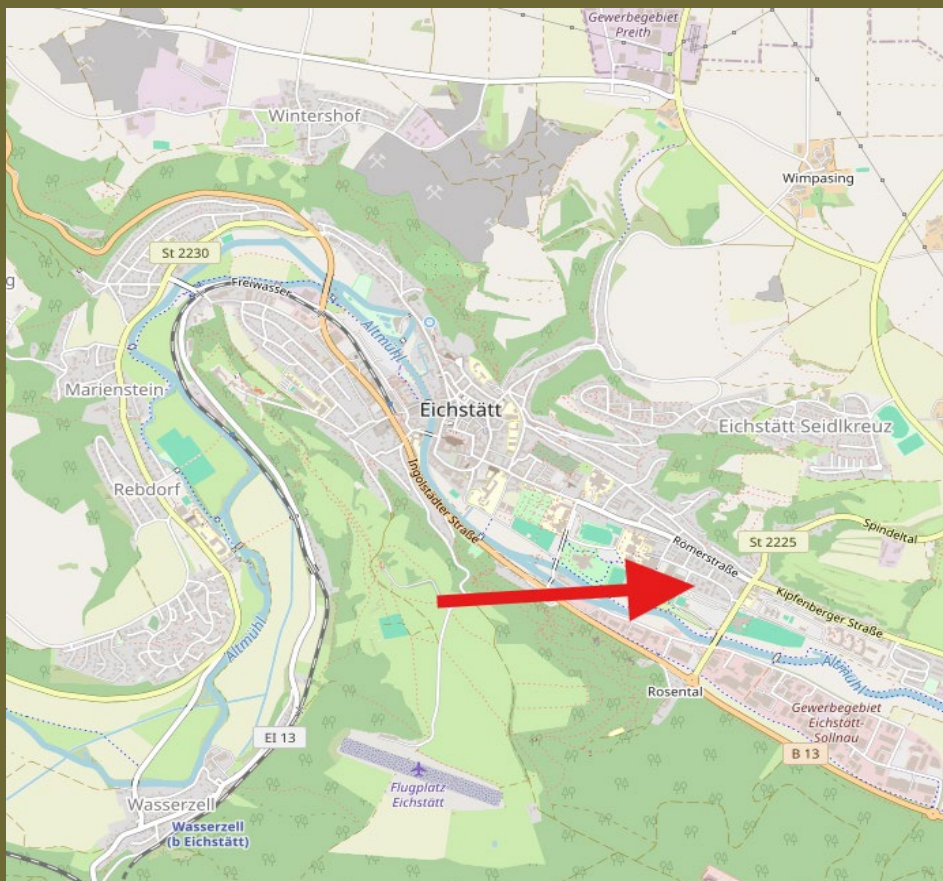 Gewerbegebiet
Preith
Wintershof
Wimpasing
St 2230
Freiwasser
Altmühl
Marienstein
Eichstätt
Eichstätt Seidlkreuz
Rebdorf
Ingolstädter Straße
Spindeltal
St 2225
Römerstraße
Kipfenberger Straße
Altmühl
Altmühl
Rosental
Gewerbegebiet
Eichstätt-
Sollnau
EI 13
B 13
Flugplatz
Eichstätt
Wasserzell
Wasserzell
(b Eichstätt)